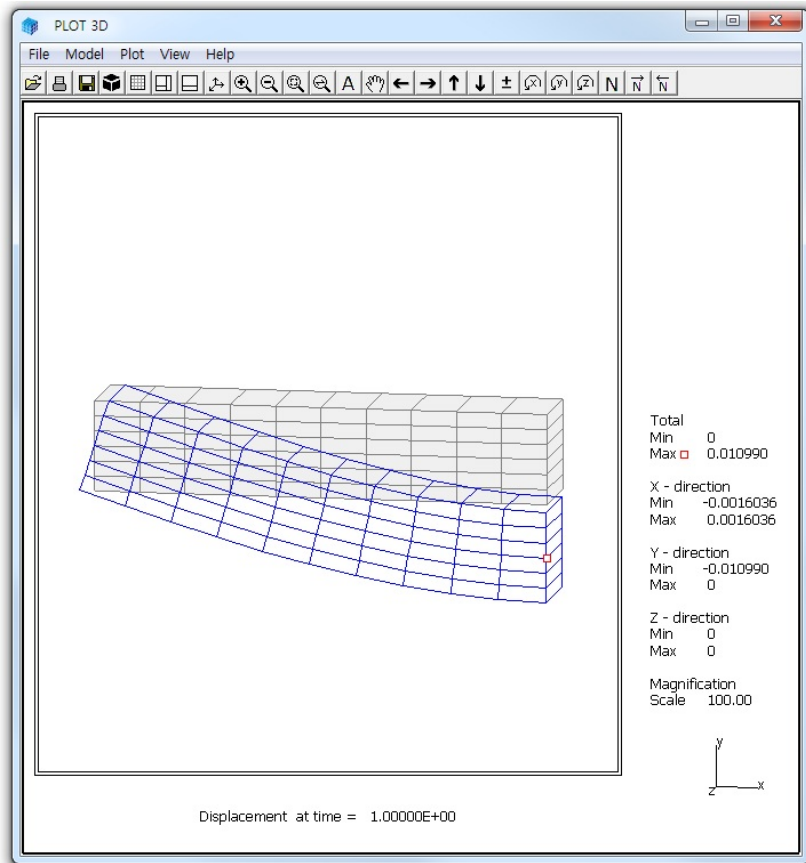 PLOT 3D
File Model Plot View Help
A ± X Y Z N N N
Total
Min 0
Max 0.010990
X - direction
Min -0.0016036
Max 0.0016036
Y - direction
Min -0.010990
Max 0
Z - direction
Min 0
Max 0
Magnification
Scale 100.00
y
z x
Displacement at time = 1.00000E+00